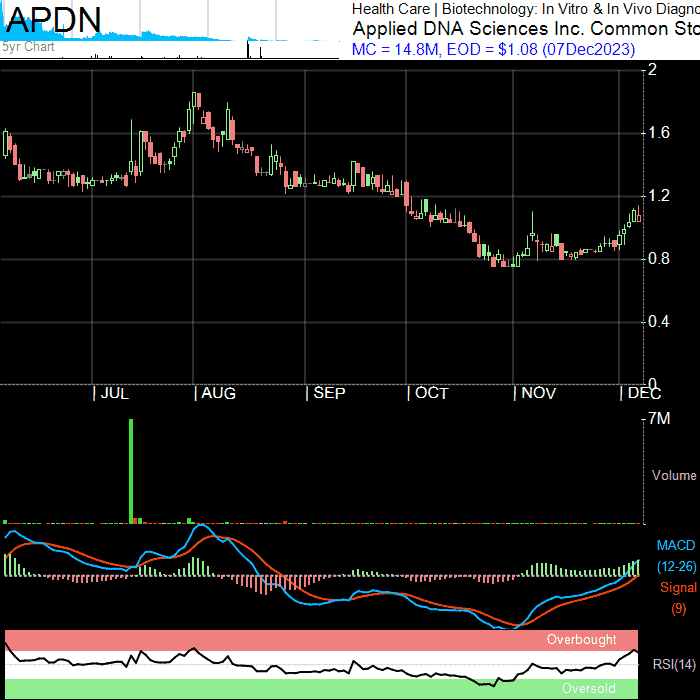 APDN
5yr Chart
Health Care | Biotechnology: In Vitro & In Vivo Diagno
Applied DNA Sciences Inc. Common Sto
MC = 14.8M, EOD = $1.08 (07Dec2023)
2
1.6
1.2
0.8
0.4
0
JUL AUG SEP OCT NOV DEC
7M
Volume
MACD
(12-26)
Signal
(9)
Overbought
RSI(14)
Oversold